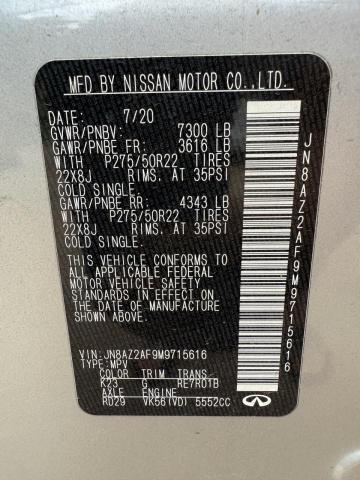 MFD BY NISSAN MOTOR CO.,LTD.
DATE: 7/20
GVWR/PNBV: 7300 LB
GAWR/PNBE FR: 3616 LB
WITH P275/50R22 TIRES
22X8J RIMS. AT 35PSI
COLD SINGLE.
GAWR/PNBE RR: 4343 LB
WITH P275/50R22 TIRES
22X8J RIMS. AT 35PSI
COLD SINGLE.
THIS VEHICLE CONFORMS TO
ALL APPLICABLE FEDERAL
MOTOR VEHICLE SAFETY
STANDARDS IN EFFECT ON
THE DATE OF MANUFACTURE
SHOWN ABOVE.
VIN:JN8AZ2AF9M9715616
TYPE:MPV
COLOR TRIM TRANS
K23 G RE7R01B
AXLE ENGINE
RD29 VK56(VD) 5552CC
INFINITI
JN8AZ2AF9M9715616